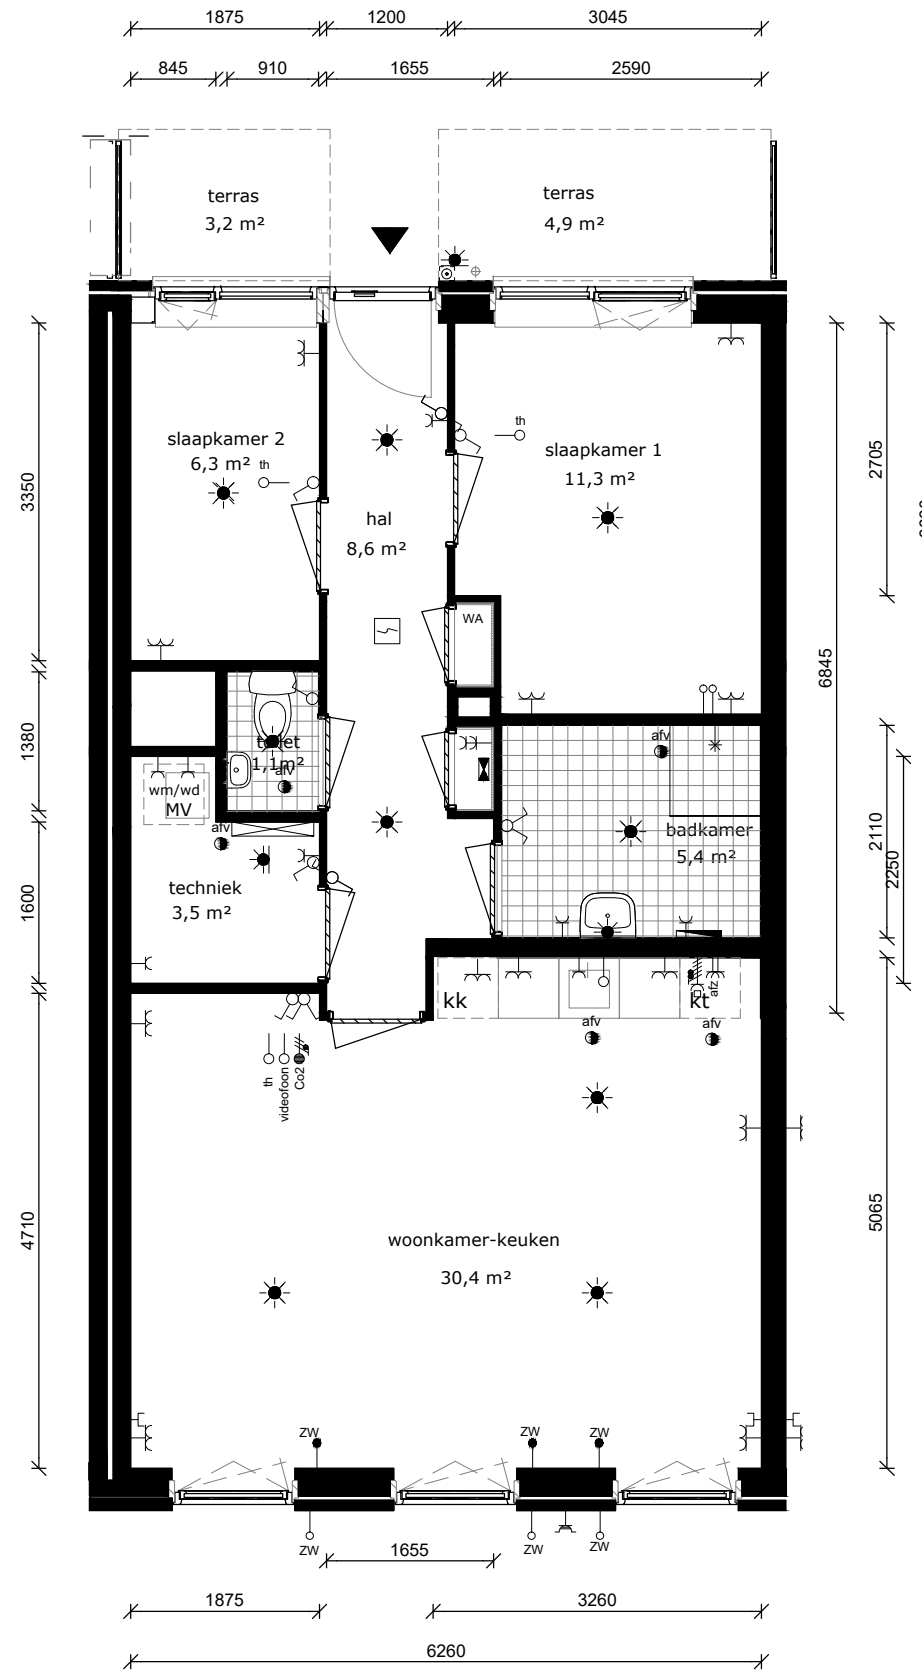 1875
1200
3045
845
910
1655
2590
terras
3,2 m²
terras
4,9 m²
slaapkamer 2
6,3 m²
th
th
slaapkamer 1
11,3 m²
hal
8,6 m²
WA
3350
2705
6845
1380
toilet
1,1m²
afv
wm/wd
MV
afv
afv
badkamer
5,4 m²
2110
2250
techniek
3,5 m²
1600
kk
kt
afz
afv
afv
th
videofoon
Co2
4710
5065
woonkamer-keuken
30,4 m²
ZW
ZW
ZW
ZW
ZW
ZW
1655
1875
3260
6260